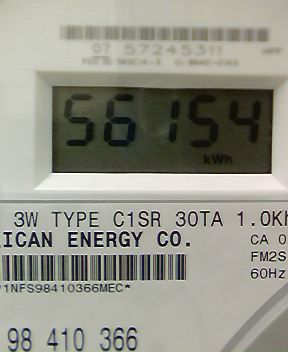 07 57245311
56154
kWh
3W TYPE C1SR 30TA 1.0Kh
ICAN ENERGY CO.
CA 0
FM2S
60Hz
*1NFS98410366MEC*
98 410 366